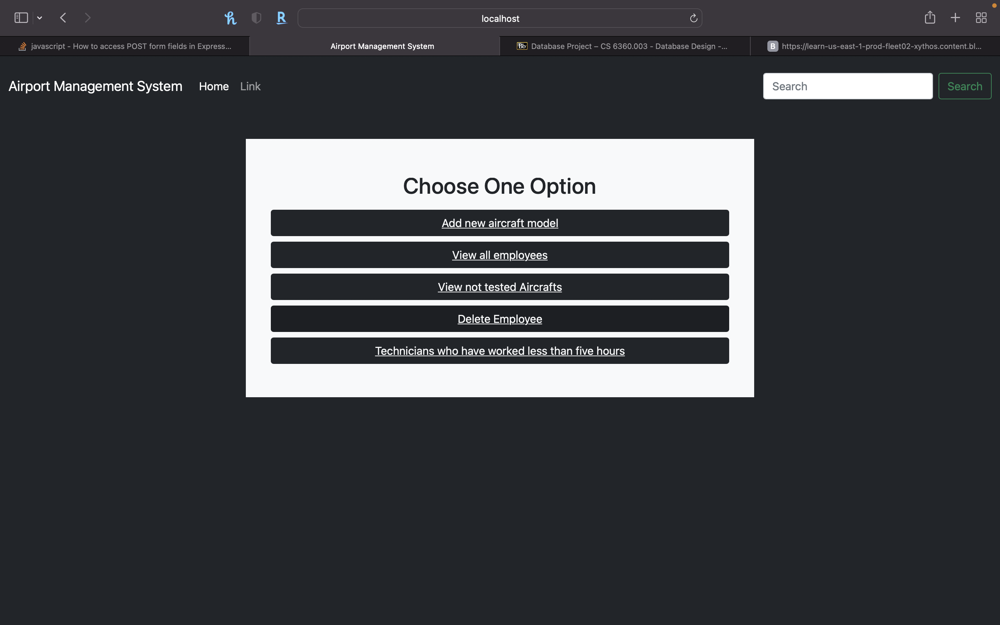 localhost
javascript - How to access POST form fields in Express...
Airport Management System
Bb Database Project – CS 6360.003 - Database Design -...
B https://learn-us-east-1-prod-fleet02-xythos.content.bl...
Airport Management System Home Link Search Search
Choose One Option
Add new aircraft model
View all employees
View not tested Aircrafts
Delete Employee
Technicians who have worked less than five hours